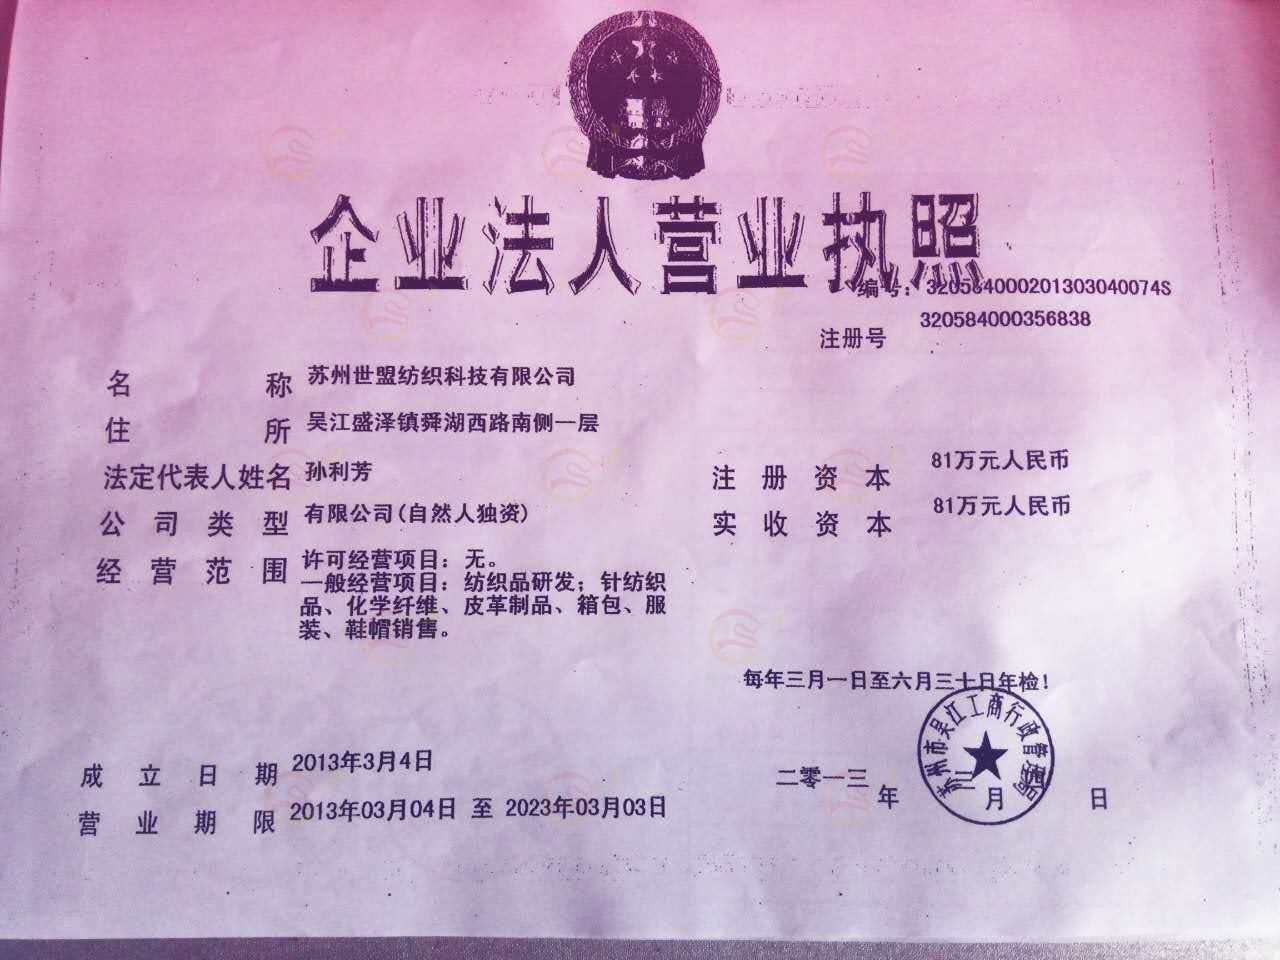 企业法人营业执照
编号：320584000201303040074S
注册号 320584000356838
名称 苏州世盟纺织科技有限公司
住所 吴江盛泽镇舜湖西路南侧一层
法定代表人姓名 孙利芳
注册资本 81万元人民币
公司类型 有限公司(自然人独资)
实收资本 81万元人民币
经营范围 许可经营项目：无。
一般经营项目：纺织品研发；针纺织
品、化学纤维、皮革制品、箱包、服
装、鞋帽销售。
每年三月一日至六月三十日年检！
苏州市吴江工商行政管理局
成立日期 2013年3月4日
二零一三年三月 日
营业期限 2013年03月04日 至 2023年03月03日